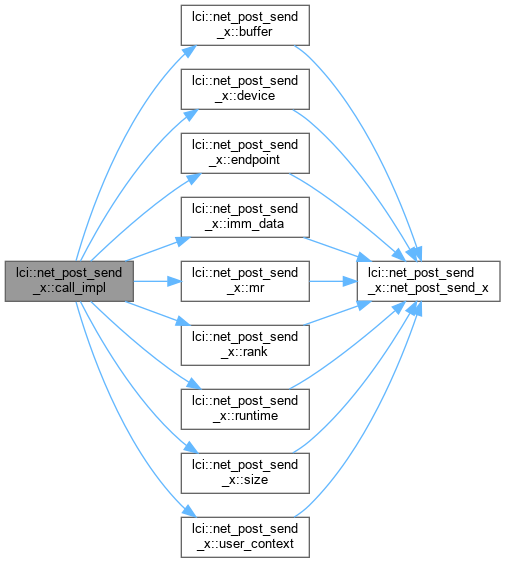 lci::net_post_send
_x::call_impl
lci::net_post_send
_x::buffer
lci::net_post_send
_x::device
lci::net_post_send
_x::endpoint
lci::net_post_send
_x::imm_data
lci::net_post_send
_x::mr
lci::net_post_send
_x::rank
lci::net_post_send
_x::runtime
lci::net_post_send
_x::size
lci::net_post_send
_x::user_context
lci::net_post_send
_x::net_post_send_x